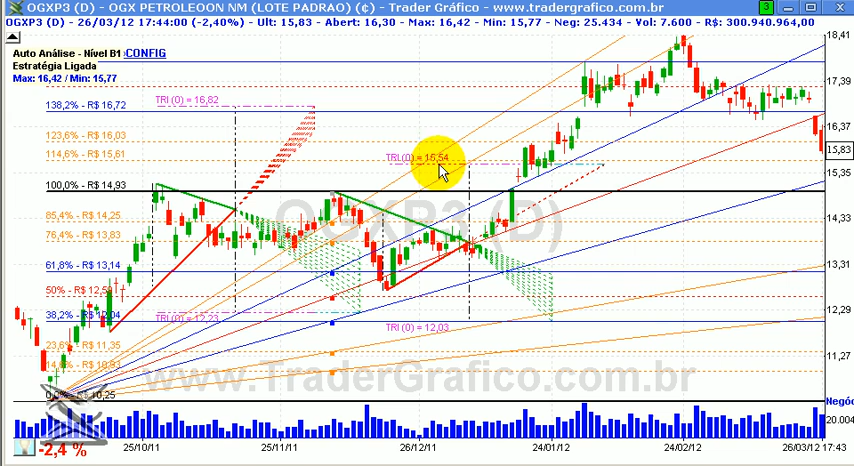 OGXP3 (D) - OGX PETROLEOON NM (LOTE PADRAO) (¢) - Trader Gráfico - www.tradergrafico.com.br
3
OGXP3 (D) - 26/03/12 17:44:00 (-2,40%) - Ult: 15,83 - Abert: 16,30 - Max: 16,42 - Min: 15,77 - Neg: 25.434 - Vol: 7.600 - R$: 300.940.964,00
18,41
Auto Análise - Nível B1 CONFIG
Estratégia Ligada
Max: 16,42 / Min: 15,77
17,39
TRI (0) = 16,82
138,2% - R$ 16,72
16,37
123,6% - R$ 16,03
15,83
114,6% - R$ 15,61
TRI (0) = 15,54
15,35
100,0% - R$ 14,93
OGXP3 (D)
85,4% - R$ 14,25
14,33
76,4% - R$ 13,83
61,8% - R$ 13,14
13,31
50% - R$ 12,59
38,2% - R$ 12,04
TRI (0) = 12,23
12,29
TRI (0) = 12,03
23,6% - R$ 11,35
11,27
www.TraderGrafico.com.br
0,0% - R$ 10,25
Negóc
20.004
-2,4 %
25/10/11
25/11/11
26/12/11
24/01/12
24/02/12
26/03/12 17:43